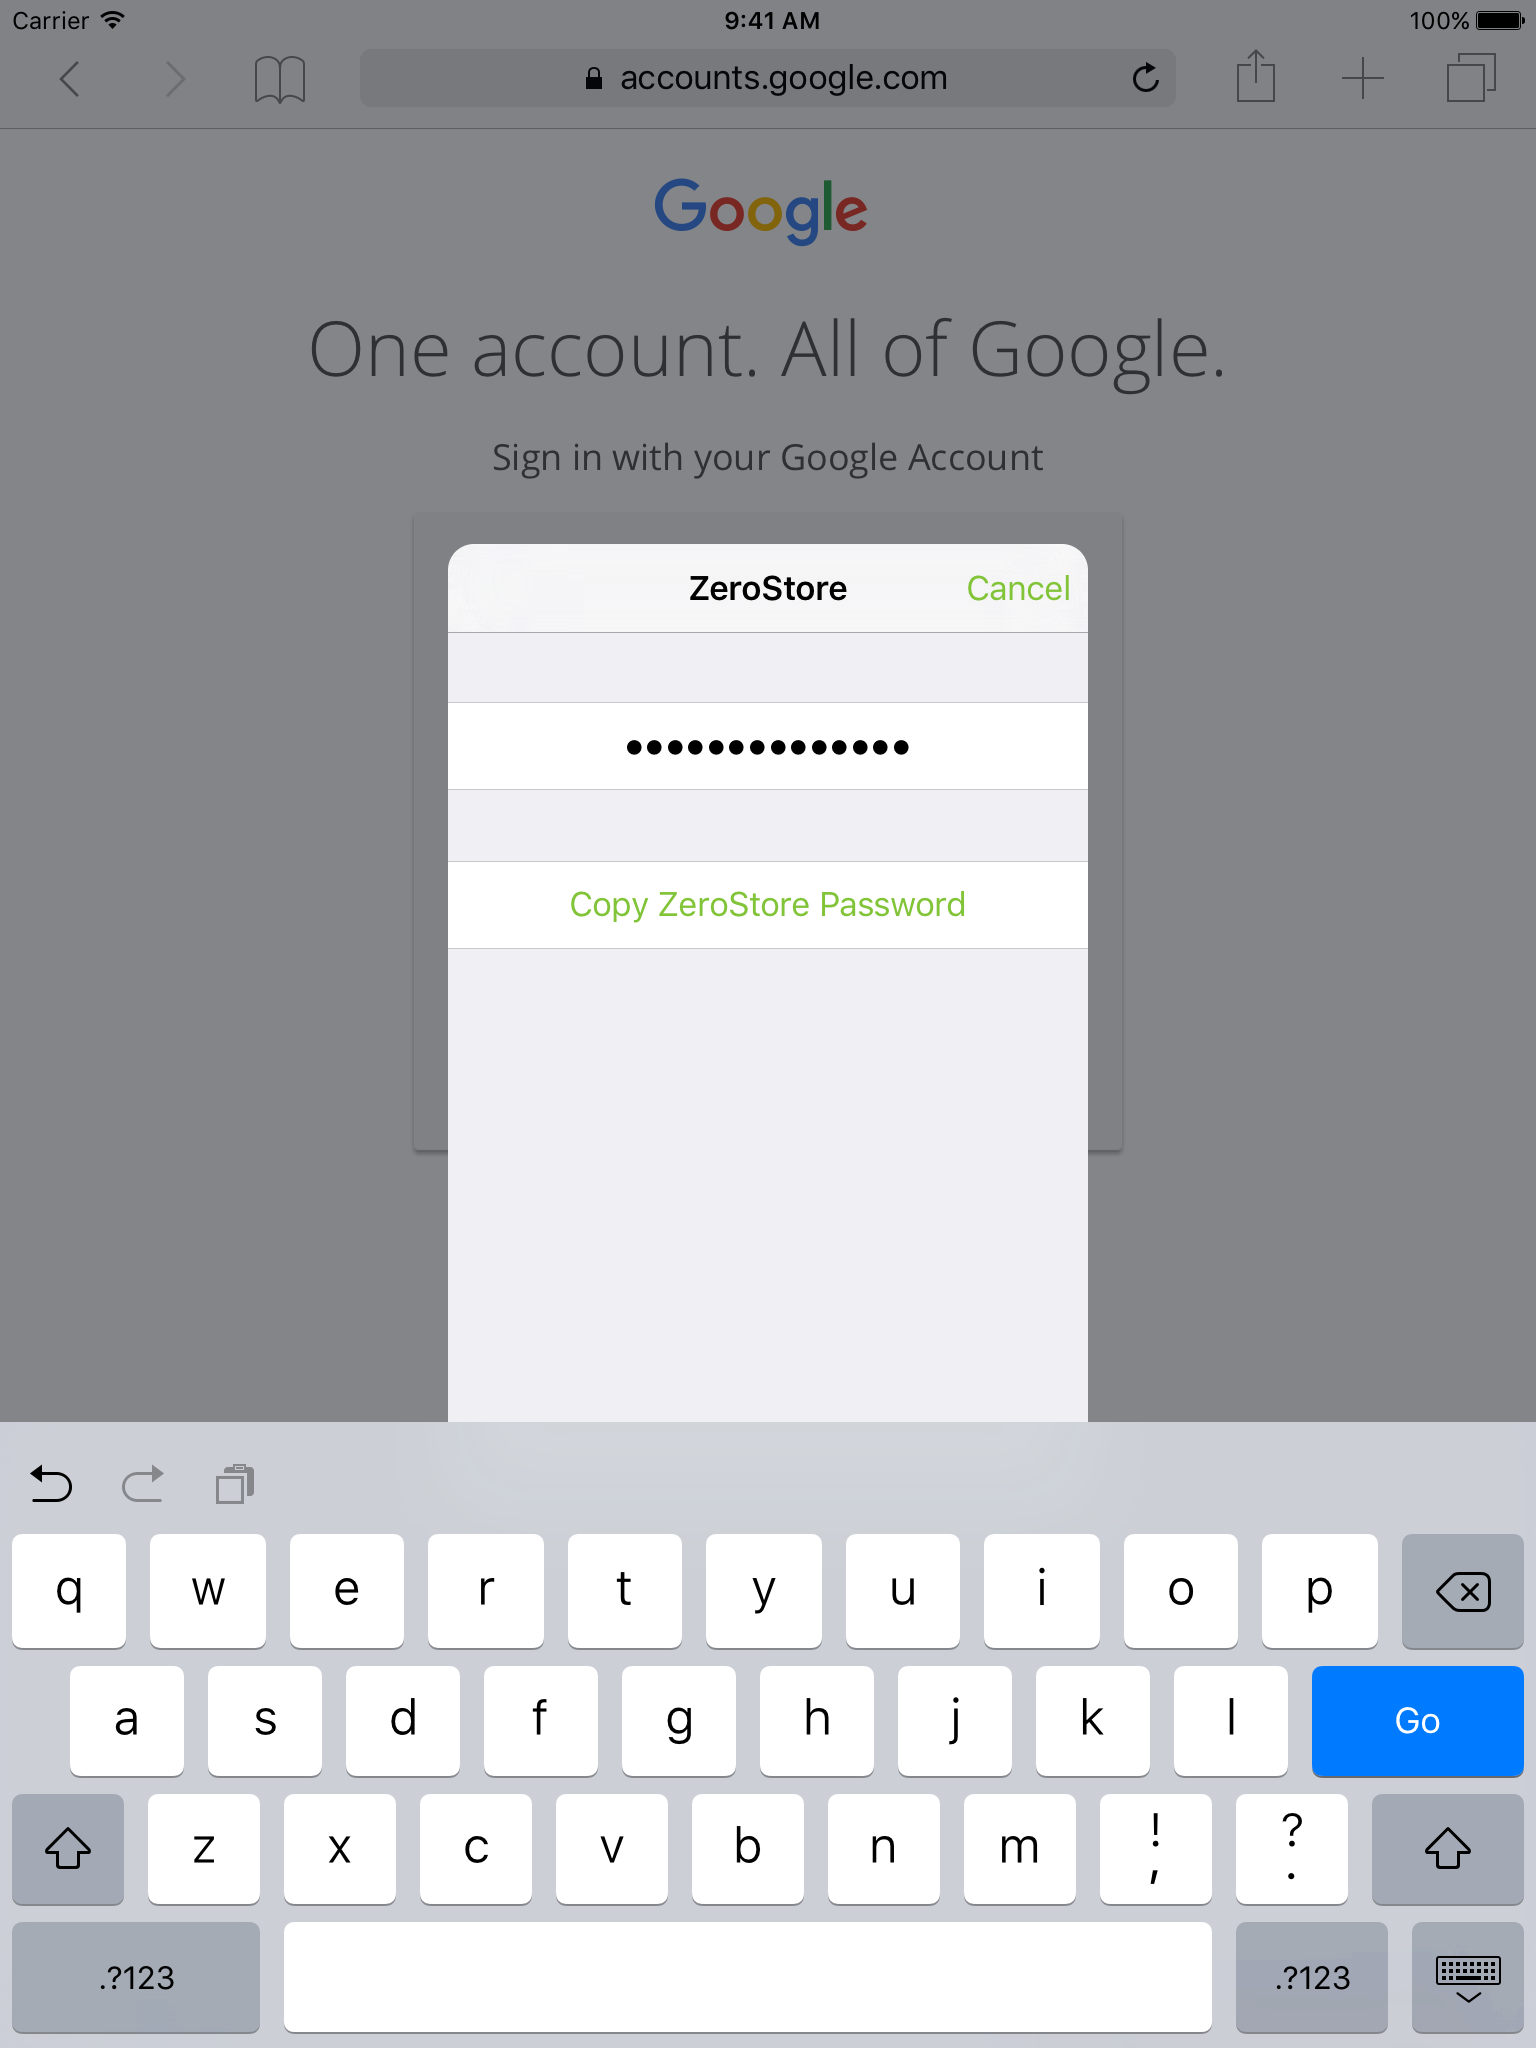 Carrier 9:41 AM 100%
accounts.google.com
Google
One account. All of Google.
Sign in with your Google Account
ZeroStore Cancel
●●●●●●●●●●●●●●
Copy ZeroStore Password
q w e r t y u i o p
a s d f g h j k l Go
z x c v b n m ! , ? .
.?123 .?123